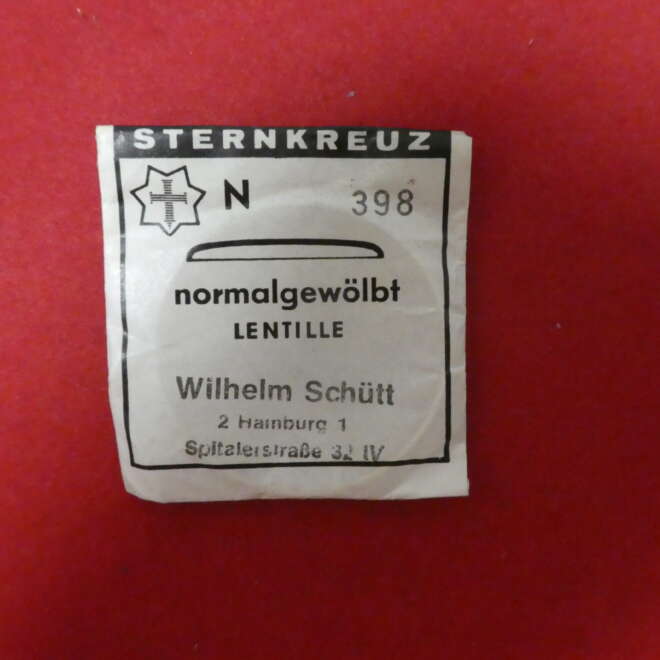 STERNKREUZ
N 398
normalgewölbt
LENTILLE
Wilhelm Schütt
2 Hamburg 1
Spitalerstraße 32 IV